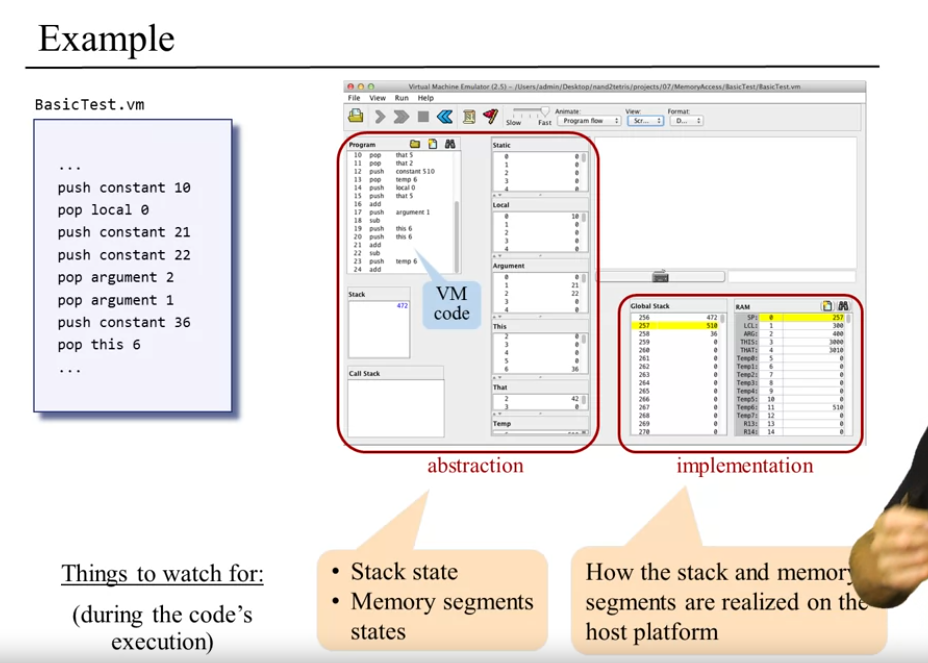 Example
BasicTest.vm
...
push constant 10
pop local 0
push constant 21
push constant 22
pop argument 2
pop argument 1
push constant 36
pop this 6
...
Virtual Machine Emulator (2.5) - /Users/admin/Desktop/nand2tetris/projects/07/MemoryAccess/BasicTest/BasicTest.vm
File View Run Help
Slow Fast
Animate:
Program flow
View:
Scr...
Format:
D...
Program
10 pop that 5
11 pop that 2
12 push constant 510
13 pop temp 6
14 push local 0
15 push that 5
16 add
17 push argument 1
18 sub
19 push this 6
20 push this 6
21 add
22 sub
23 push temp 6
24 add
VM
code
Stack
472
Call Stack
Static
0 0
1 0
2 0
3 0
4 0
Local
0 10
1 0
2 0
3 0
4 0
Argument
0 0
1 21
2 22
3 0
4 0
This
2 0
3 0
4 0
5 0
6 36
That
2 42
3 0
Temp
Global Stack
256 472
257 510
258 36
259 0
260 0
261 0
262 0
263 0
264 0
265 0
266 0
267 0
268 0
269 0
270 0
RAM
SP: 0 257
LCL: 1 300
ARG: 2 400
THIS: 3 3000
THAT: 4 3010
Temp0: 5 0
Temp1: 6 0
Temp2: 7 0
Temp3: 8 0
Temp4: 9 0
Temp5: 10 0
Temp6: 11 510
Temp7: 12 0
R13: 13 0
R14: 14 0
abstraction
implementation
Things to watch for:
(during the code's
execution)
• Stack state
• Memory segments
states
How the stack and memory
segments are realized on the
host platform